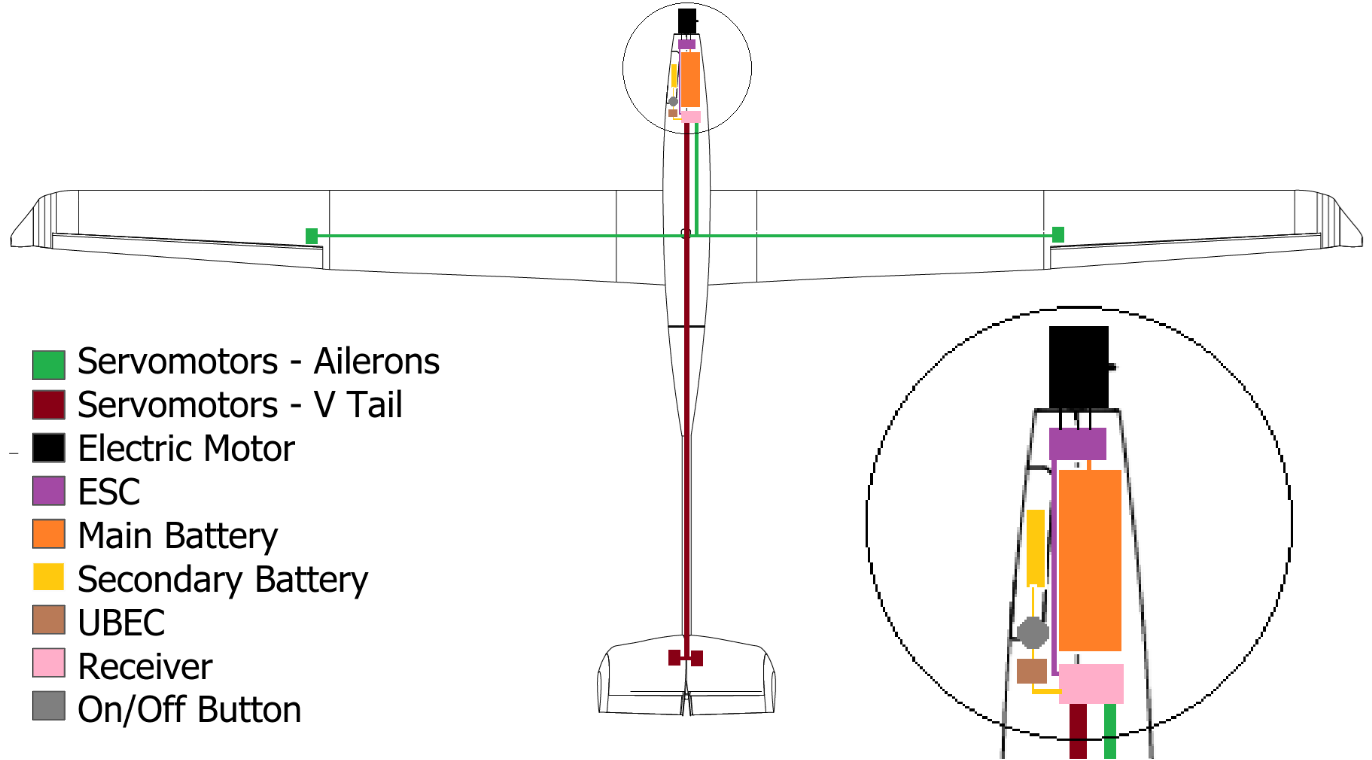 Servomotors - Ailerons
Servomotors - V Tail
Electric Motor
ESC
Main Battery
Secondary Battery
UBEC
Receiver
On/Off Button